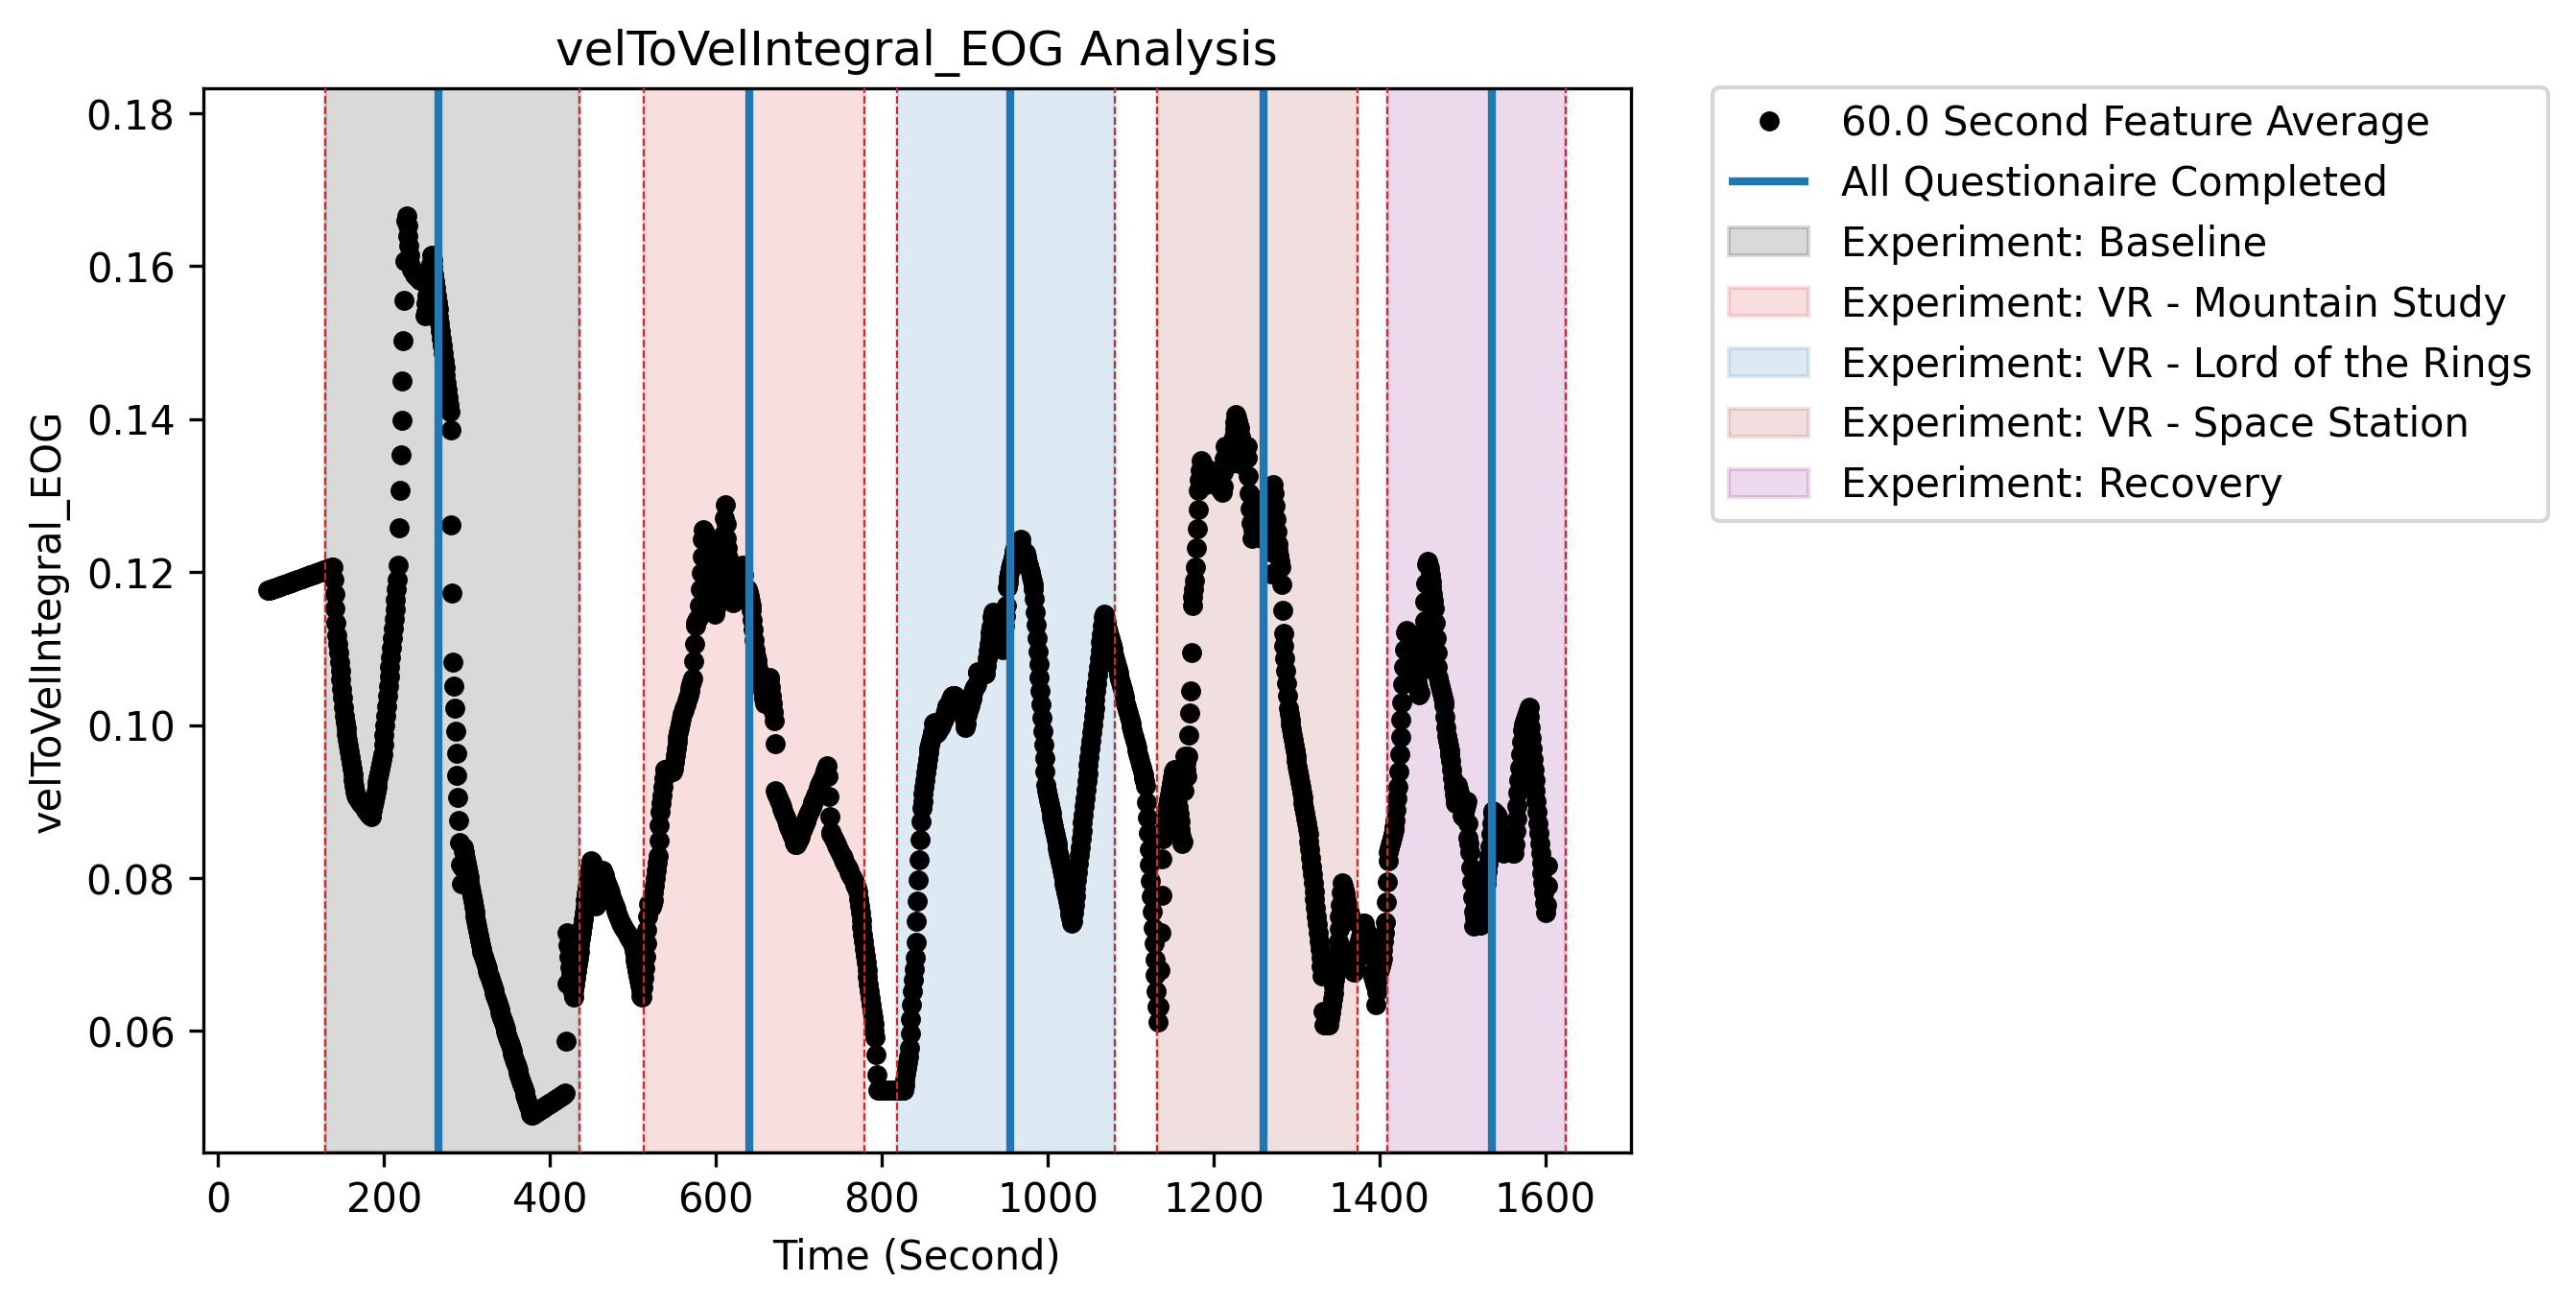 velToVelIntegral_EOG Analysis
velToVelIntegral_EOG
0.18
0.16
0.14
0.12
0.10
0.08
0.06
0 200 400 600 800 1000 1200 1400 1600
Time (Second)
60.0 Second Feature Average
All Questionaire Completed
Experiment: Baseline
Experiment: VR - Mountain Study
Experiment: VR - Lord of the Rings
Experiment: VR - Space Station
Experiment: Recovery